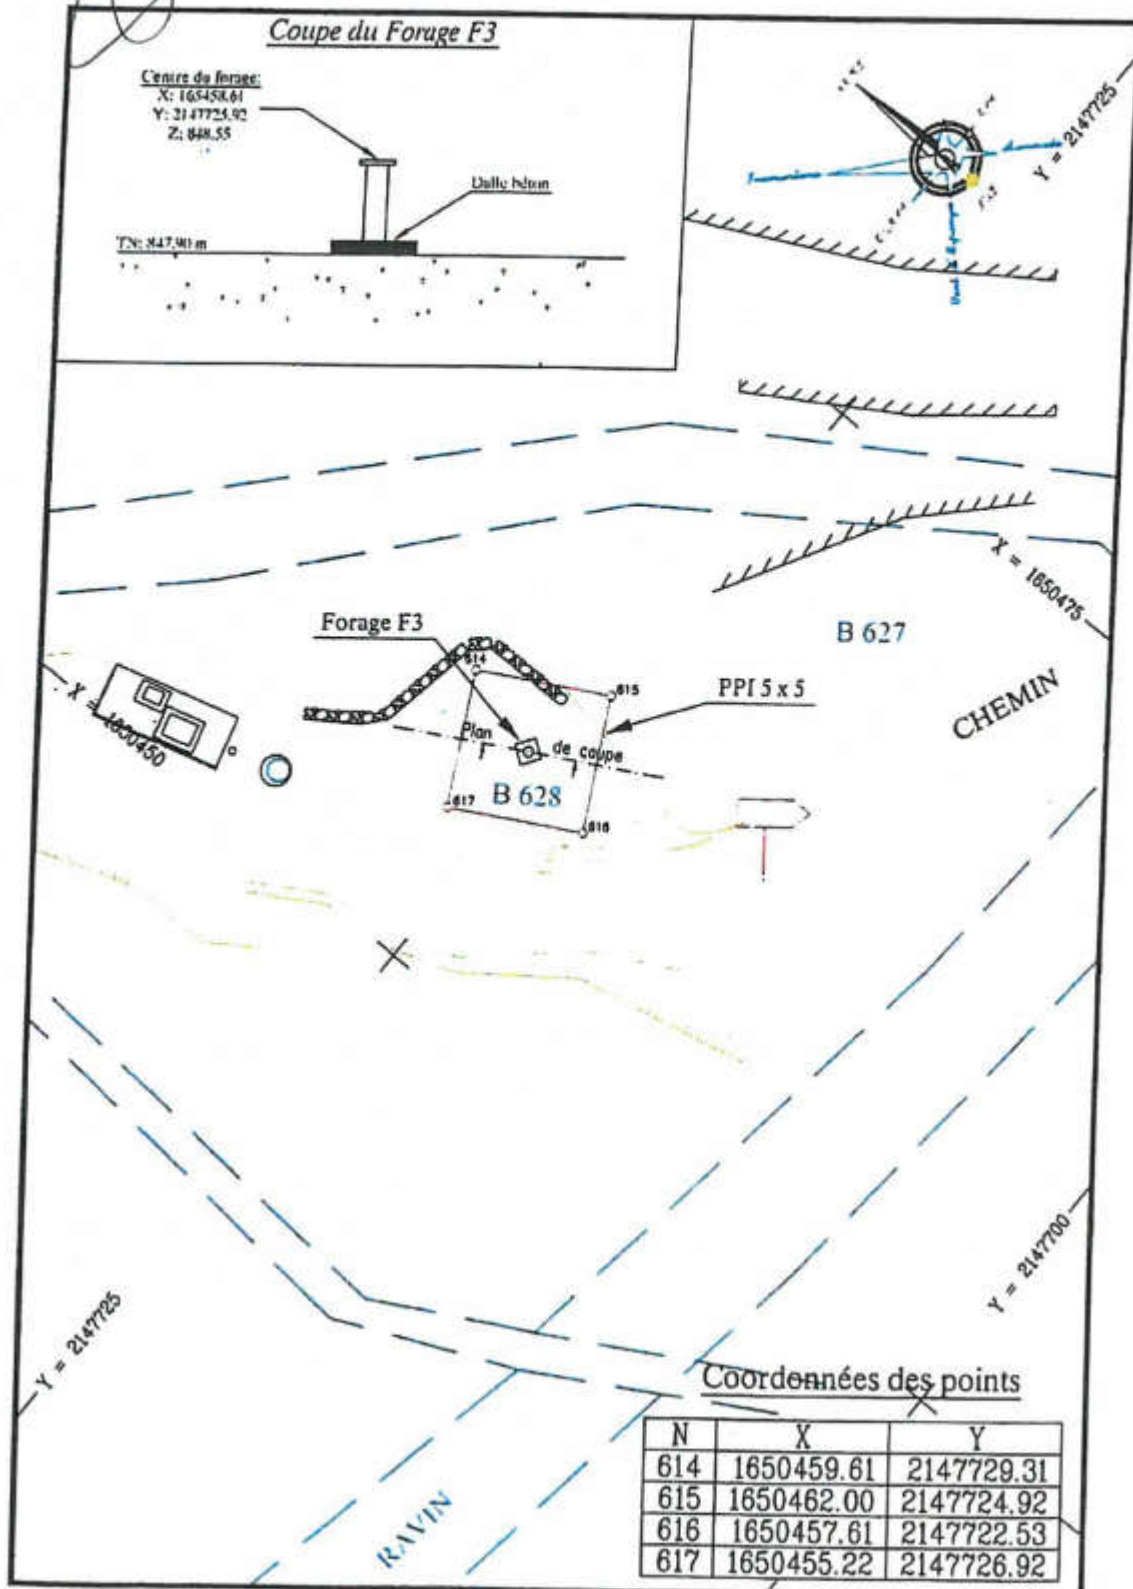 Coupe du Forage F3
Centre du forage:
X: 165458.61
Y: 2147725.92
Z: 848.55
Dalle béton
TN: 847.90 m
Y = 2147725
X = 1650475
Forage F3
B 627
614
615
PPI 5 x 5
CHEMIN
X = 1650450
Plan de coupe
617
B 628
616
Y = 2147700
Y = 2147725
Coordonnées des points
N X Y
614 1650459.61 2147729.31
615 1650462.00 2147724.92
616 1650457.61 2147722.53
617 1650455.22 2147726.92
RAVIN